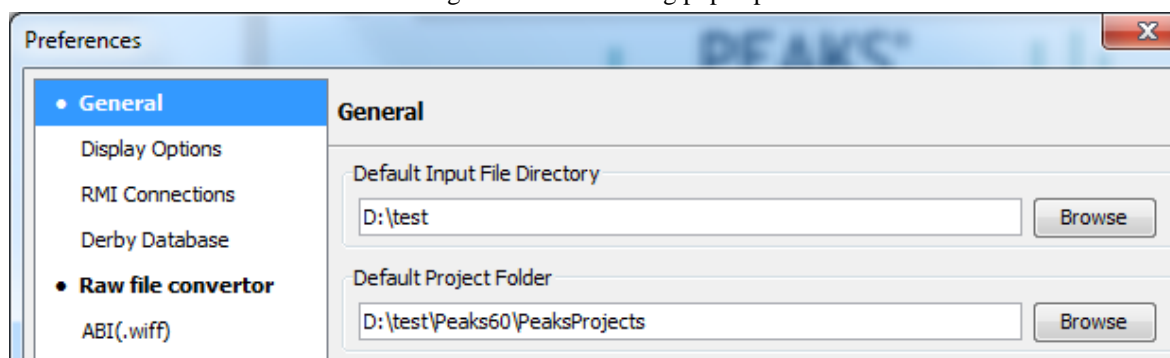 Preferences
PEAKS
• General
General
Display Options
Default Input File Directory
RMI Connections
D:\test
Browse
Derby Database
• Raw file convertor
Default Project Folder
ABI(.wiff)
D:\test\Peaks60\PeaksProjects
Browse